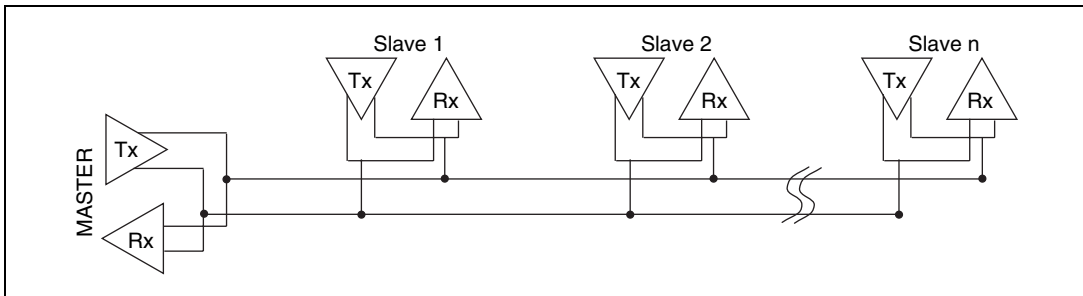 Slave 1
Slave 2
Slave n
Tx
Rx
Tx
Rx
Tx
Rx
MASTER
Tx
Rx